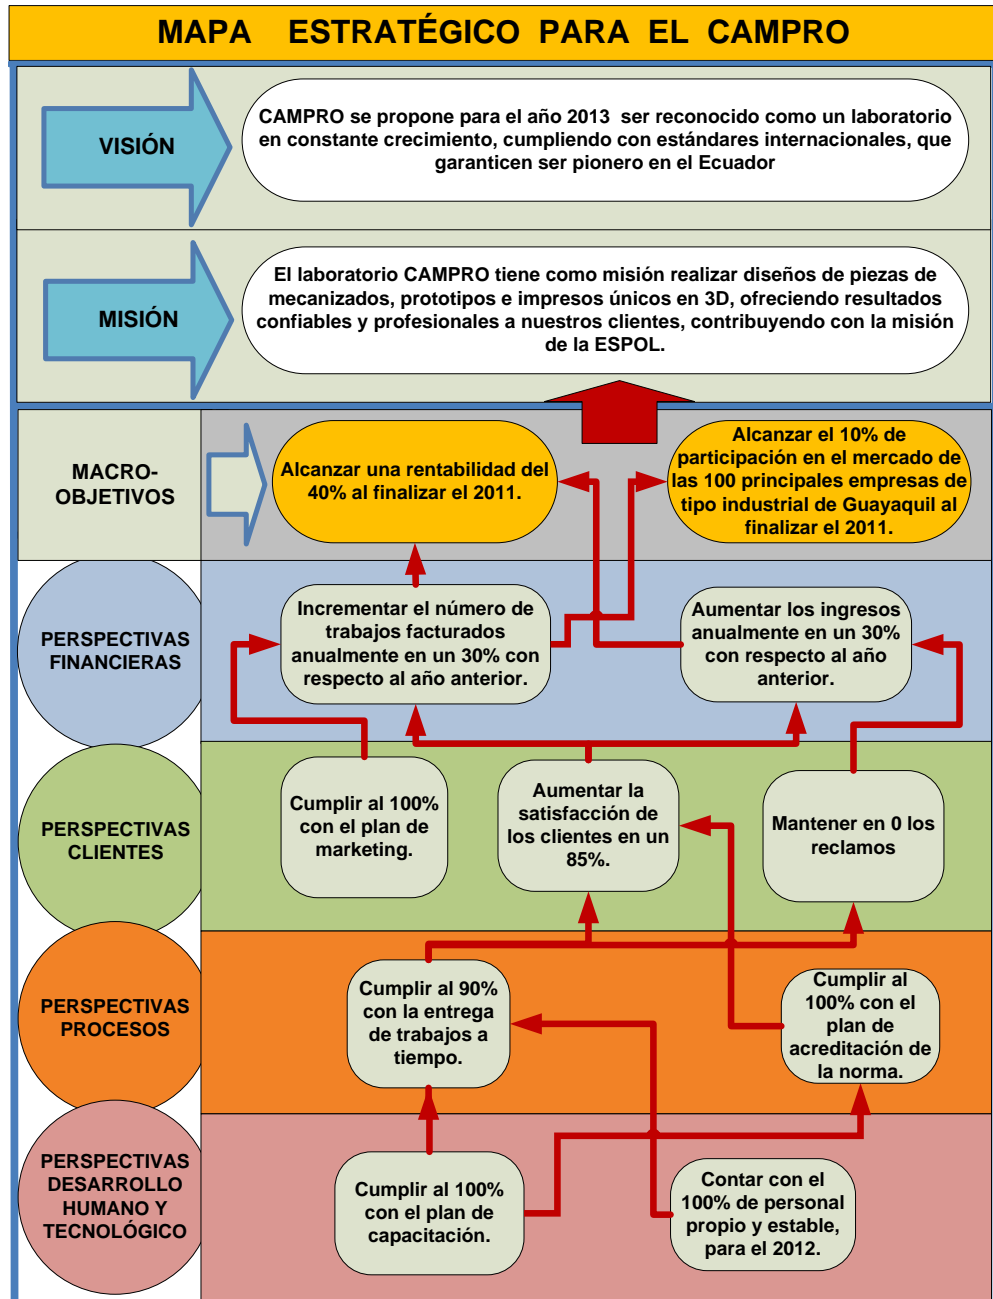 MAPA ESTRATÉGICO PARA EL CAMPRO
VISIÓN
CAMPRO se propone para el año 2013 ser reconocido como un laboratorio
en constante crecimiento, cumpliendo con estándares internacionales, que
garanticen ser pionero en el Ecuador
MISIÓN
El laboratorio CAMPRO tiene como misión realizar diseños de piezas de
mecanizados, prototipos e impresos únicos en 3D, ofreciendo resultados
confiables y profesionales a nuestros clientes, contribuyendo con la misión
de la ESPOL.
MACRO-
OBJETIVOS
Alcanzar una rentabilidad del
40% al finalizar el 2011.
Alcanzar el 10% de
participación en el mercado de
las 100 principales empresas de
tipo industrial de Guayaquil al
finalizar el 2011.
PERSPECTIVAS
FINANCIERAS
Incrementar el número de
trabajos facturados
anualmente en un 30% con
respecto al año anterior.
Aumentar los ingresos
anualmente en un 30%
con respecto al año
anterior.
PERSPECTIVAS
CLIENTES
Cumplir al 100%
con el plan de
marketing.
Aumentar la
satisfacción de
los clientes en un
85%.
Mantener en 0 los
reclamos
PERSPECTIVAS
PROCESOS
Cumplir al 90%
con la entrega
de trabajos a
tiempo.
Cumplir al
100% con el
plan de
acreditación de
la norma.
PERSPECTIVAS
DESARROLLO
HUMANO Y
TECNOLÓGICO
Cumplir al 100%
con el plan de
capacitación.
Contar con el
100% de personal
propio y estable,
para el 2012.